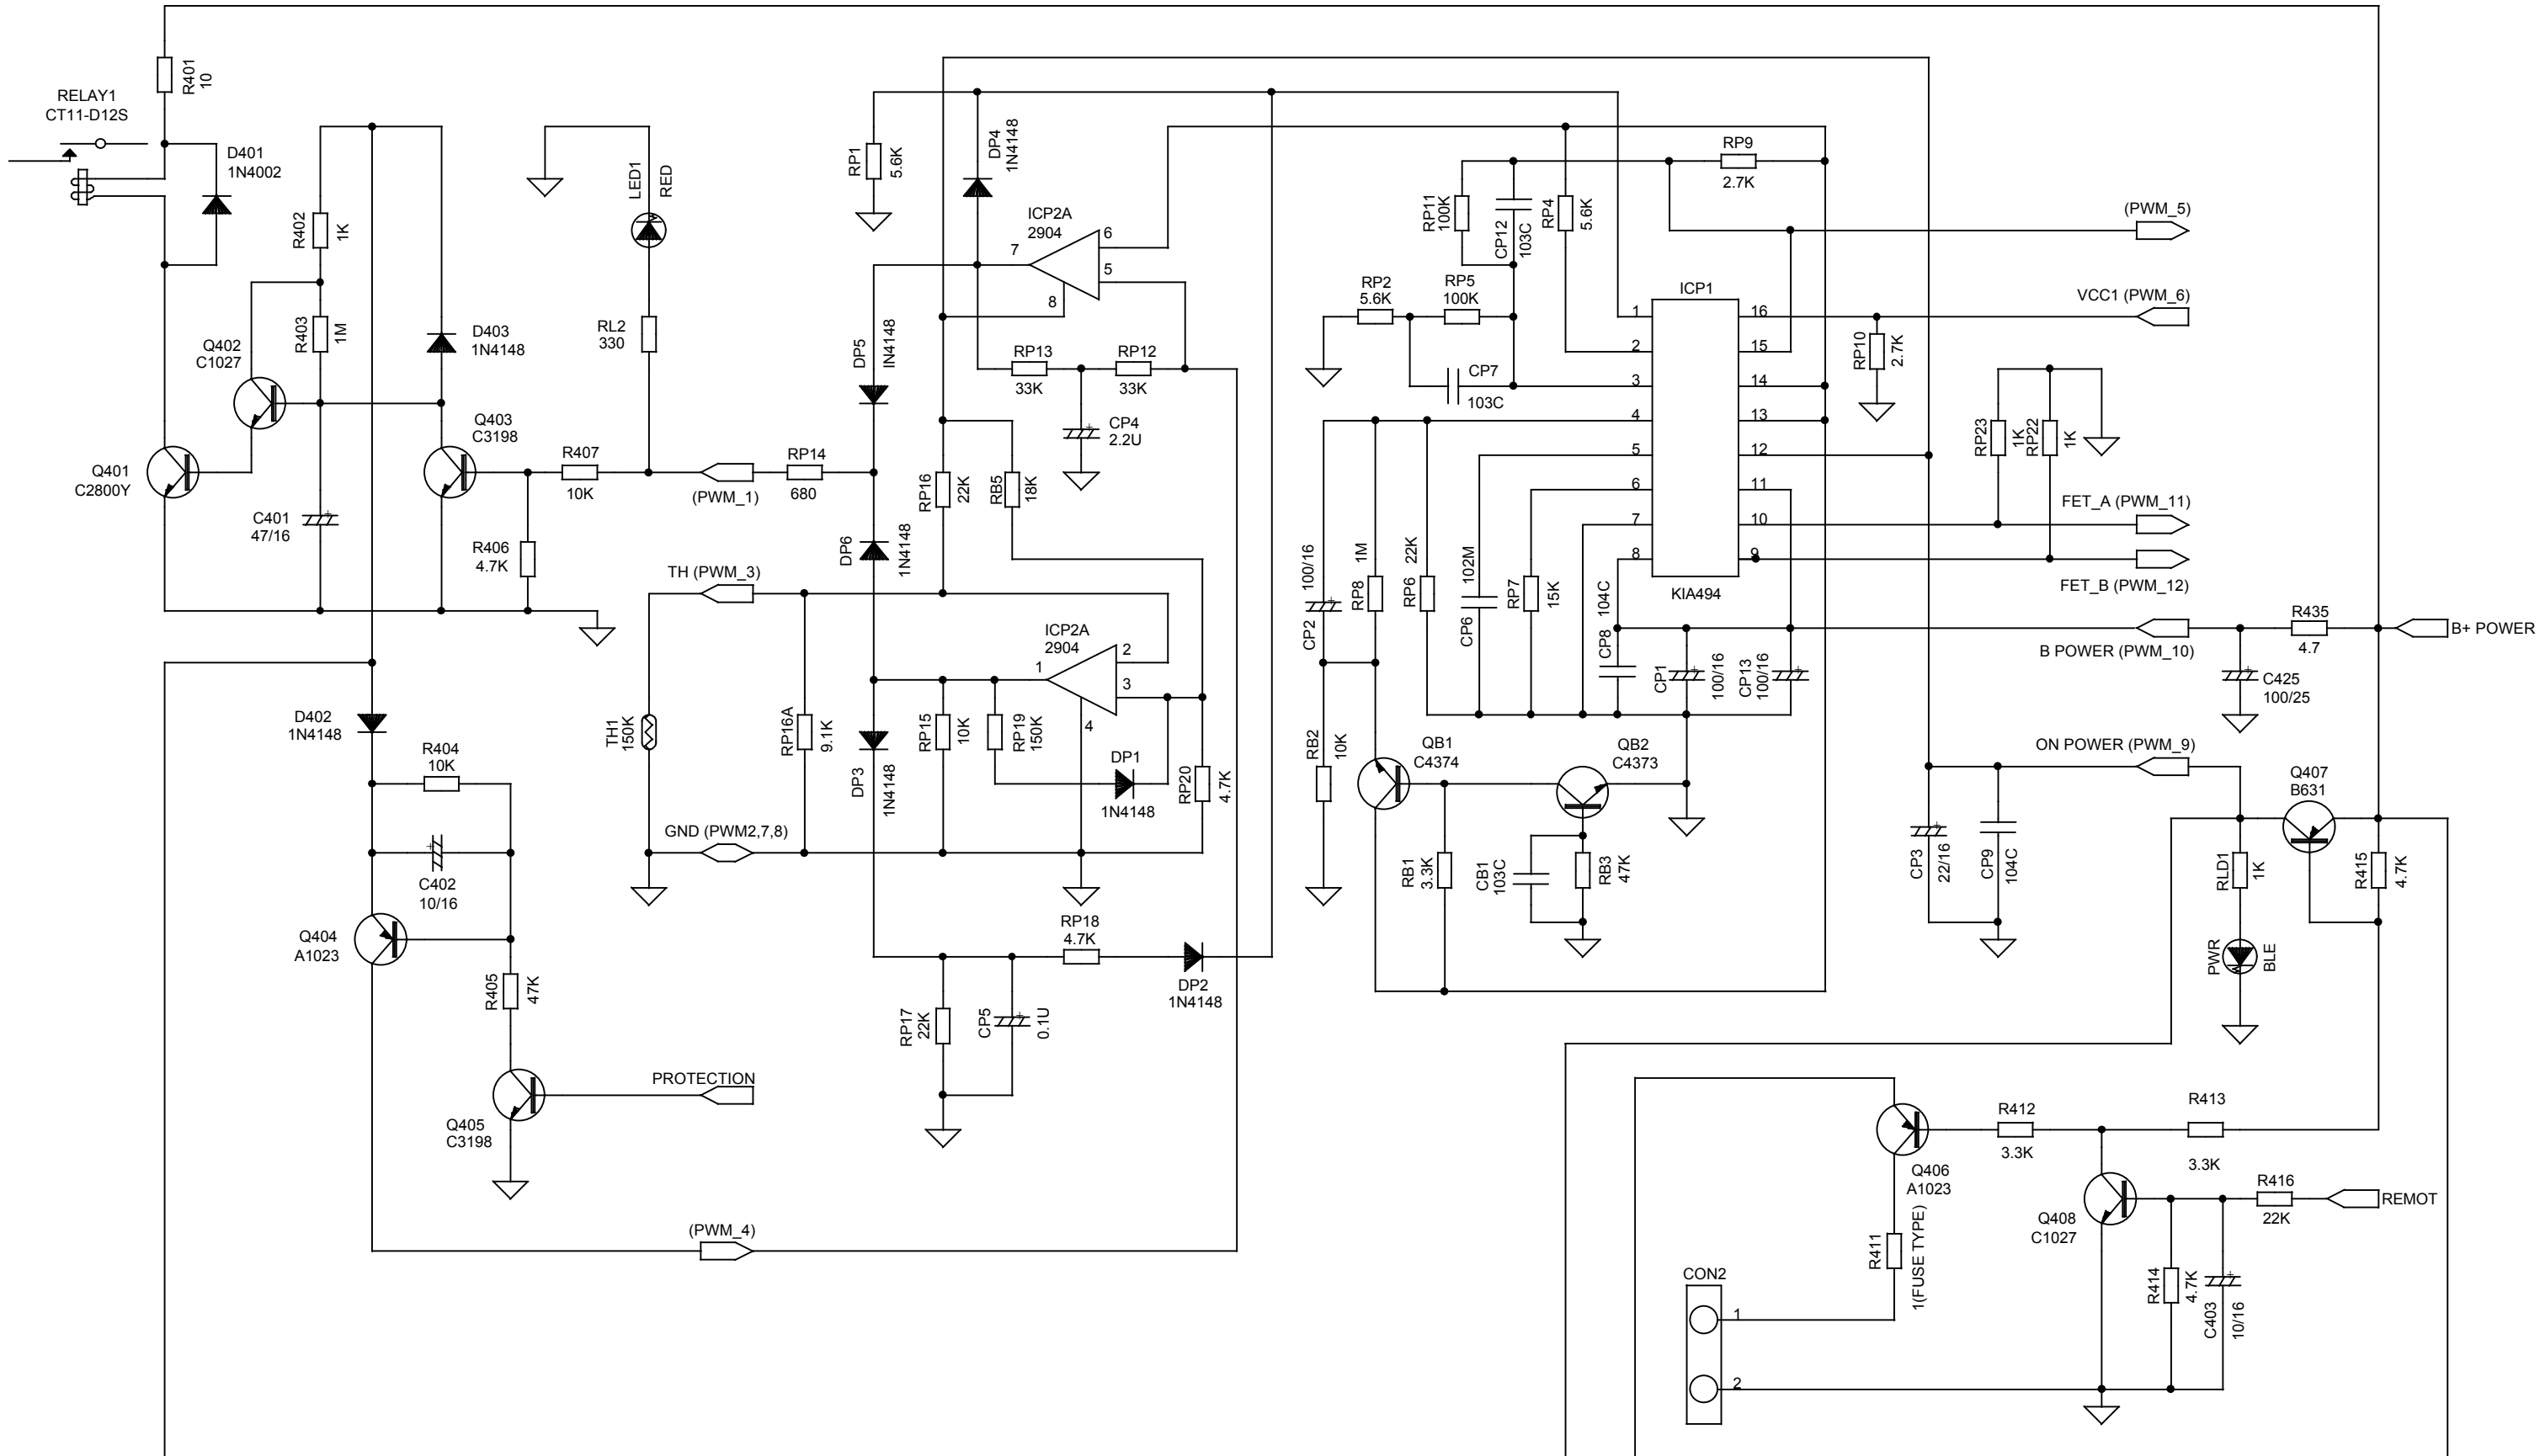 R401
10
RELAY1
CT11-D12S
D401
1N4002
R402
1K
R403
1M
Q402
C1027
D403
1N4148
Q403
C3198
Q401
C2800Y
C401
47/16
R406
4.7K
R407
10K
LED1
RED
RL2
330
(PWM_1)
RP14
680
RP1
5.6K
DP4
1N4148
ICP2A
2904
7
6
5
8
DP5
IN4148
RP13
33K
RP12
33K
CP4
2.2U
RP16
22K
RB5
18K
DP6
1N4148
TH (PWM_3)
ICP2A
2904
1
2
3
4
TH1
150K
RP16A
9.1K
RP15
10K
RP19
150K
DP3
1N4148
DP1
1N4148
RP20
4.7K
GND (PWM2,7,8)
D402
1N4148
R404
10K
C402
10/16
Q404
A1023
R405
47K
Q405
C3198
PROTECTION
RP18
4.7K
DP2
1N4148
RP17
22K
CP5
0.1U
(PWM_4)
RP9
2.7K
RP11
100K
CP12
103C
RP4
5.6K
RP2
5.6K
RP5
100K
CP7
103C
ICP1
KIA494
1
2
3
4
5
6
7
8
16
15
14
13
12
11
10
9
(PWM_5)
VCC1 (PWM_6)
RP10
2.7K
RP23
1K
RP22
1K
FET_A (PWM_11)
FET_B (PWM_12)
CP2
100/16
RP8
1M
RP6
22K
CP6
102M
RP7
15K
CP8
104C
CP1
100/16
CP13
100/16
R435
4.7
B+ POWER
B POWER (PWM_10)
C425
100/25
RB2
10K
QB1
C4374
QB2
C4373
RB1
3.3K
CB1
103C
RB3
47K
ON POWER (PWM_9)
Q407
B631
CP3
22/16
CP9
104C
RLD1
1K
R415
4.7K
PWR
BLE
R412
3.3K
R413
3.3K
Q406
A1023
R411
1(FUSE TYPE)
Q408
C1027
R416
22K
REMOT
R414
4.7K
C403
10/16
CON2
1
2